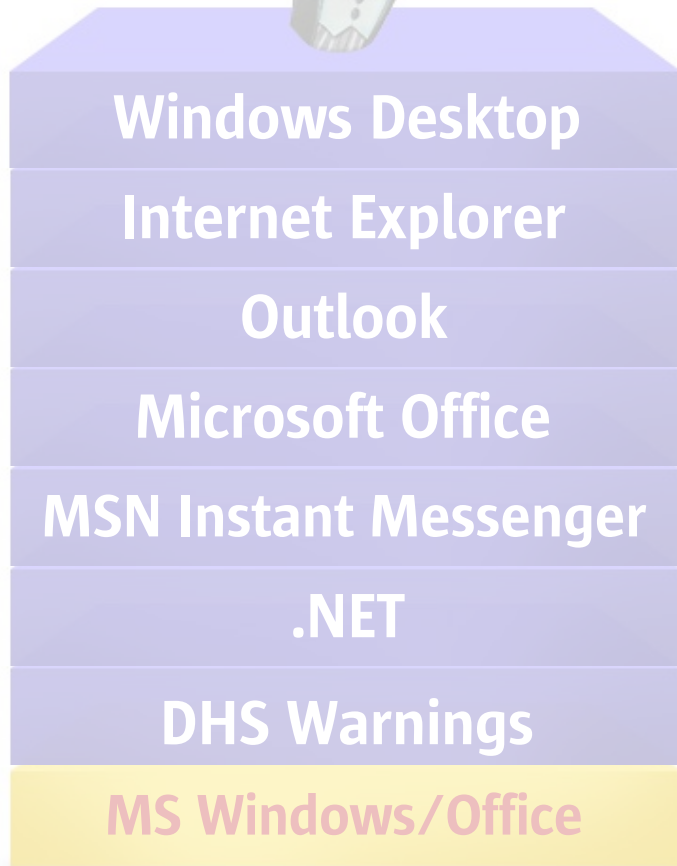 Windows Desktop
Internet Explorer
Outlook
Microsoft Office
MSN Instant Messenger
.NET
DHS Warnings
MS Windows/Office